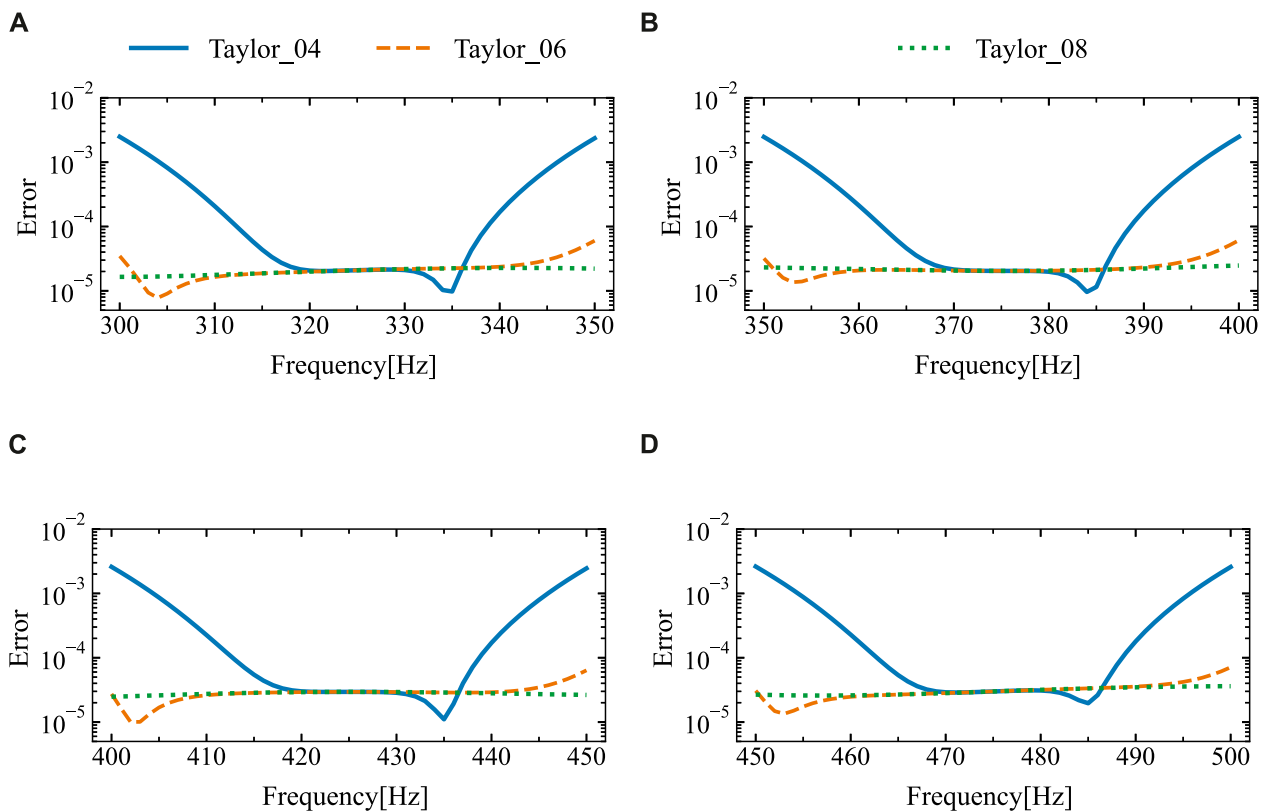 A
B
Taylor_04 Taylor_06 Taylor_08
10−2
10−3
10−4
10−5
Error
300 310 320 330 340 350
Frequency[Hz]
10−2
10−3
10−4
10−5
Error
350 360 370 380 390 400
Frequency[Hz]
C
D
10−2
10−3
10−4
10−5
Error
400 410 420 430 440 450
Frequency[Hz]
10−2
10−3
10−4
10−5
Error
450 460 470 480 490 500
Frequency[Hz]